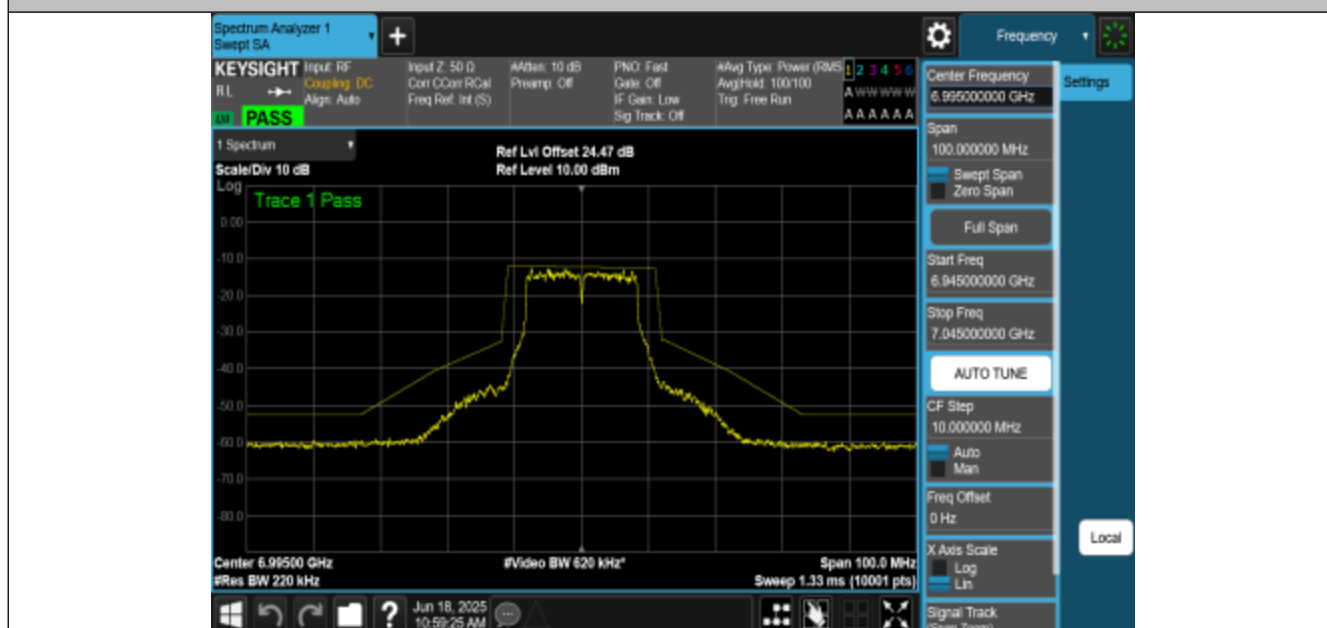 Spectrum Analyzer 1
Swept SA
+
Frequency
KEYSIGHT
RL
PASS
Input: RF
Coupling: DC
Align: Auto
Input Z: 50 Ω
Corr CCorr RCal
Freq Ref: Int (S)
#Atten: 10 dB
Preamp: Off
PNO: Fast
Gate: Off
IF Gain: Low
Sig Track: Off
#Avg Type: Power (RMS
Avg|Hold: 100/100
Trig: Free Run
1 2 3 4 5 6
A W W W W W
A A A A A A
1 Spectrum
Scale/Div 10 dB
Ref Lvl Offset 24.47 dB
Ref Level 10.00 dBm
Log
Trace 1 Pass
0.00
-10.0
-20.0
-30.0
-40.0
-50.0
-60.0
-70.0
-80.0
Center 6.99500 GHz
#Res BW 220 kHz
#Video BW 620 kHz*
Span 100.0 MHz
Sweep 1.33 ms (10001 pts)
Center Frequency
6.995000000 GHz
Settings
Span
100.000000 MHz
Swept Span
Zero Span
Full Span
Start Freq
6.945000000 GHz
Stop Freq
7.045000000 GHz
AUTO TUNE
CF Step
10.000000 MHz
Auto
Man
Freq Offset
0 Hz
X Axis Scale
Log
Lin
Local
Signal Track
(Span Zoom)
?
Jun 18, 2025
10:59:25 AM